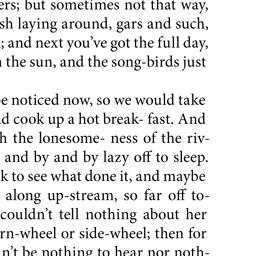 ers; but sometimes not that way,
sh laying around, gars and such,
; and next you've got the full day,
the sun, and the song-birds just
be noticed now, so we would take
d cook up a hot break- fast. And
h the lonesome- ness of the riv-
and by and by lazy off to sleep.
k to see what done it, and maybe
along up-stream, so far off to-
couldn't tell nothing about her
rn-wheel or side-wheel; then for
n't be nothing to hear nor noth-